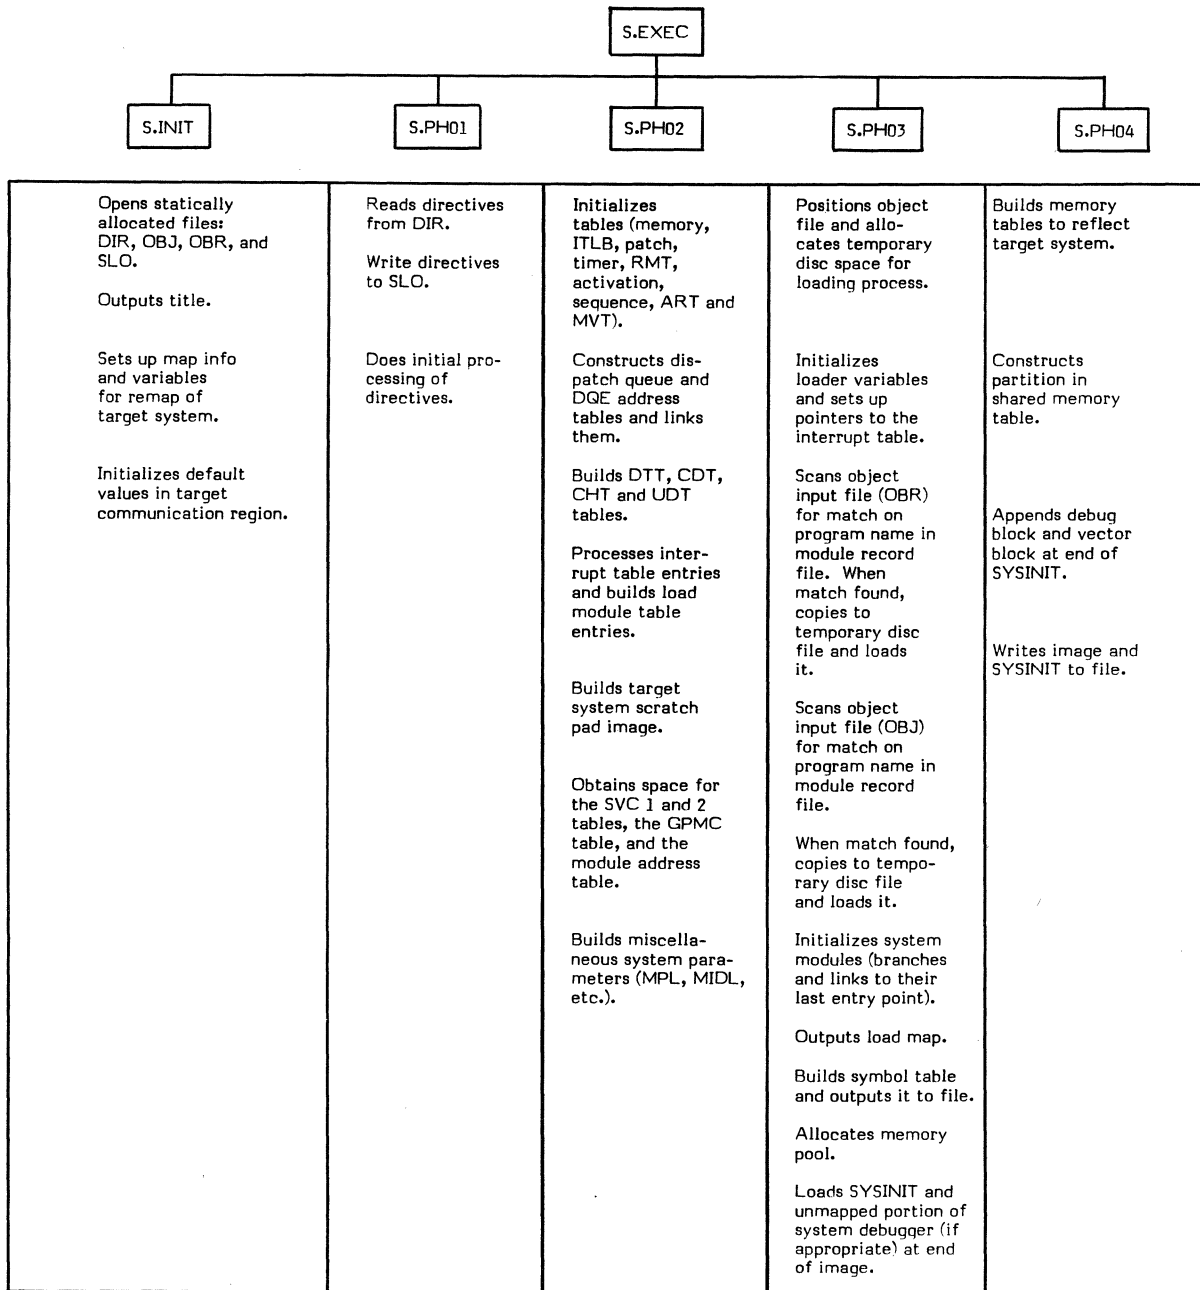 S.EXEC
S.INIT
S.PH01
S.PH02
S.PH03
S.PH04
Opens statically
allocated files:
DIR, OBJ, OBR, and
SLO.
Outputs title.
Sets up map info
and variables
for remap of
target system.
Initializes default
values in target
communication region.
Reads directives
from DIR.
Write directives
to SLO.
Does initial pro-
cessing of
directives.
Initializes
tables (memory,
ITLB, patch,
timer, RMT,
activation,
sequence, ART and
MVT).
Constructs dis-
patch queue and
DQE address
tables and links
them.
Builds DTT, CDT,
CHT and UDT
tables.
Processes inter-
rupt table entries
and builds load
module table
entries.
Builds target
system scratch
pad image.
Obtains space for
the SVC 1 and 2
tables, the GPMC
table, and the
module address
table.
Builds miscella-
neous system para-
meters (MPL, MIDL,
etc.).
Positions object
file and allo-
cates temporary
disc space for
loading process.
Initializes
loader variables
and sets up
pointers to the
interrupt table.
Scans object
input file (OBR)
for match on
program name in
module record
file. When
match found,
copies to
temporary disc
file and loads
it.
Scans object
input file (OBJ)
for match on
program name in
module record
file.
When match found,
copies to tempo-
rary disc file
and loads it.
Initializes system
modules (branches
and links to their
last entry point).
Outputs load map.
Builds symbol table
and outputs it to file.
Allocates memory
pool.
Loads SYSINIT and
unmapped portion of
system debugger (if
appropriate) at end
of image.
Builds memory
tables to reflect
target system.
Constructs
partition in
shared memory
table.
Appends debug
block and vector
block at end of
SYSINIT.
Writes image and
SYSINIT to file.